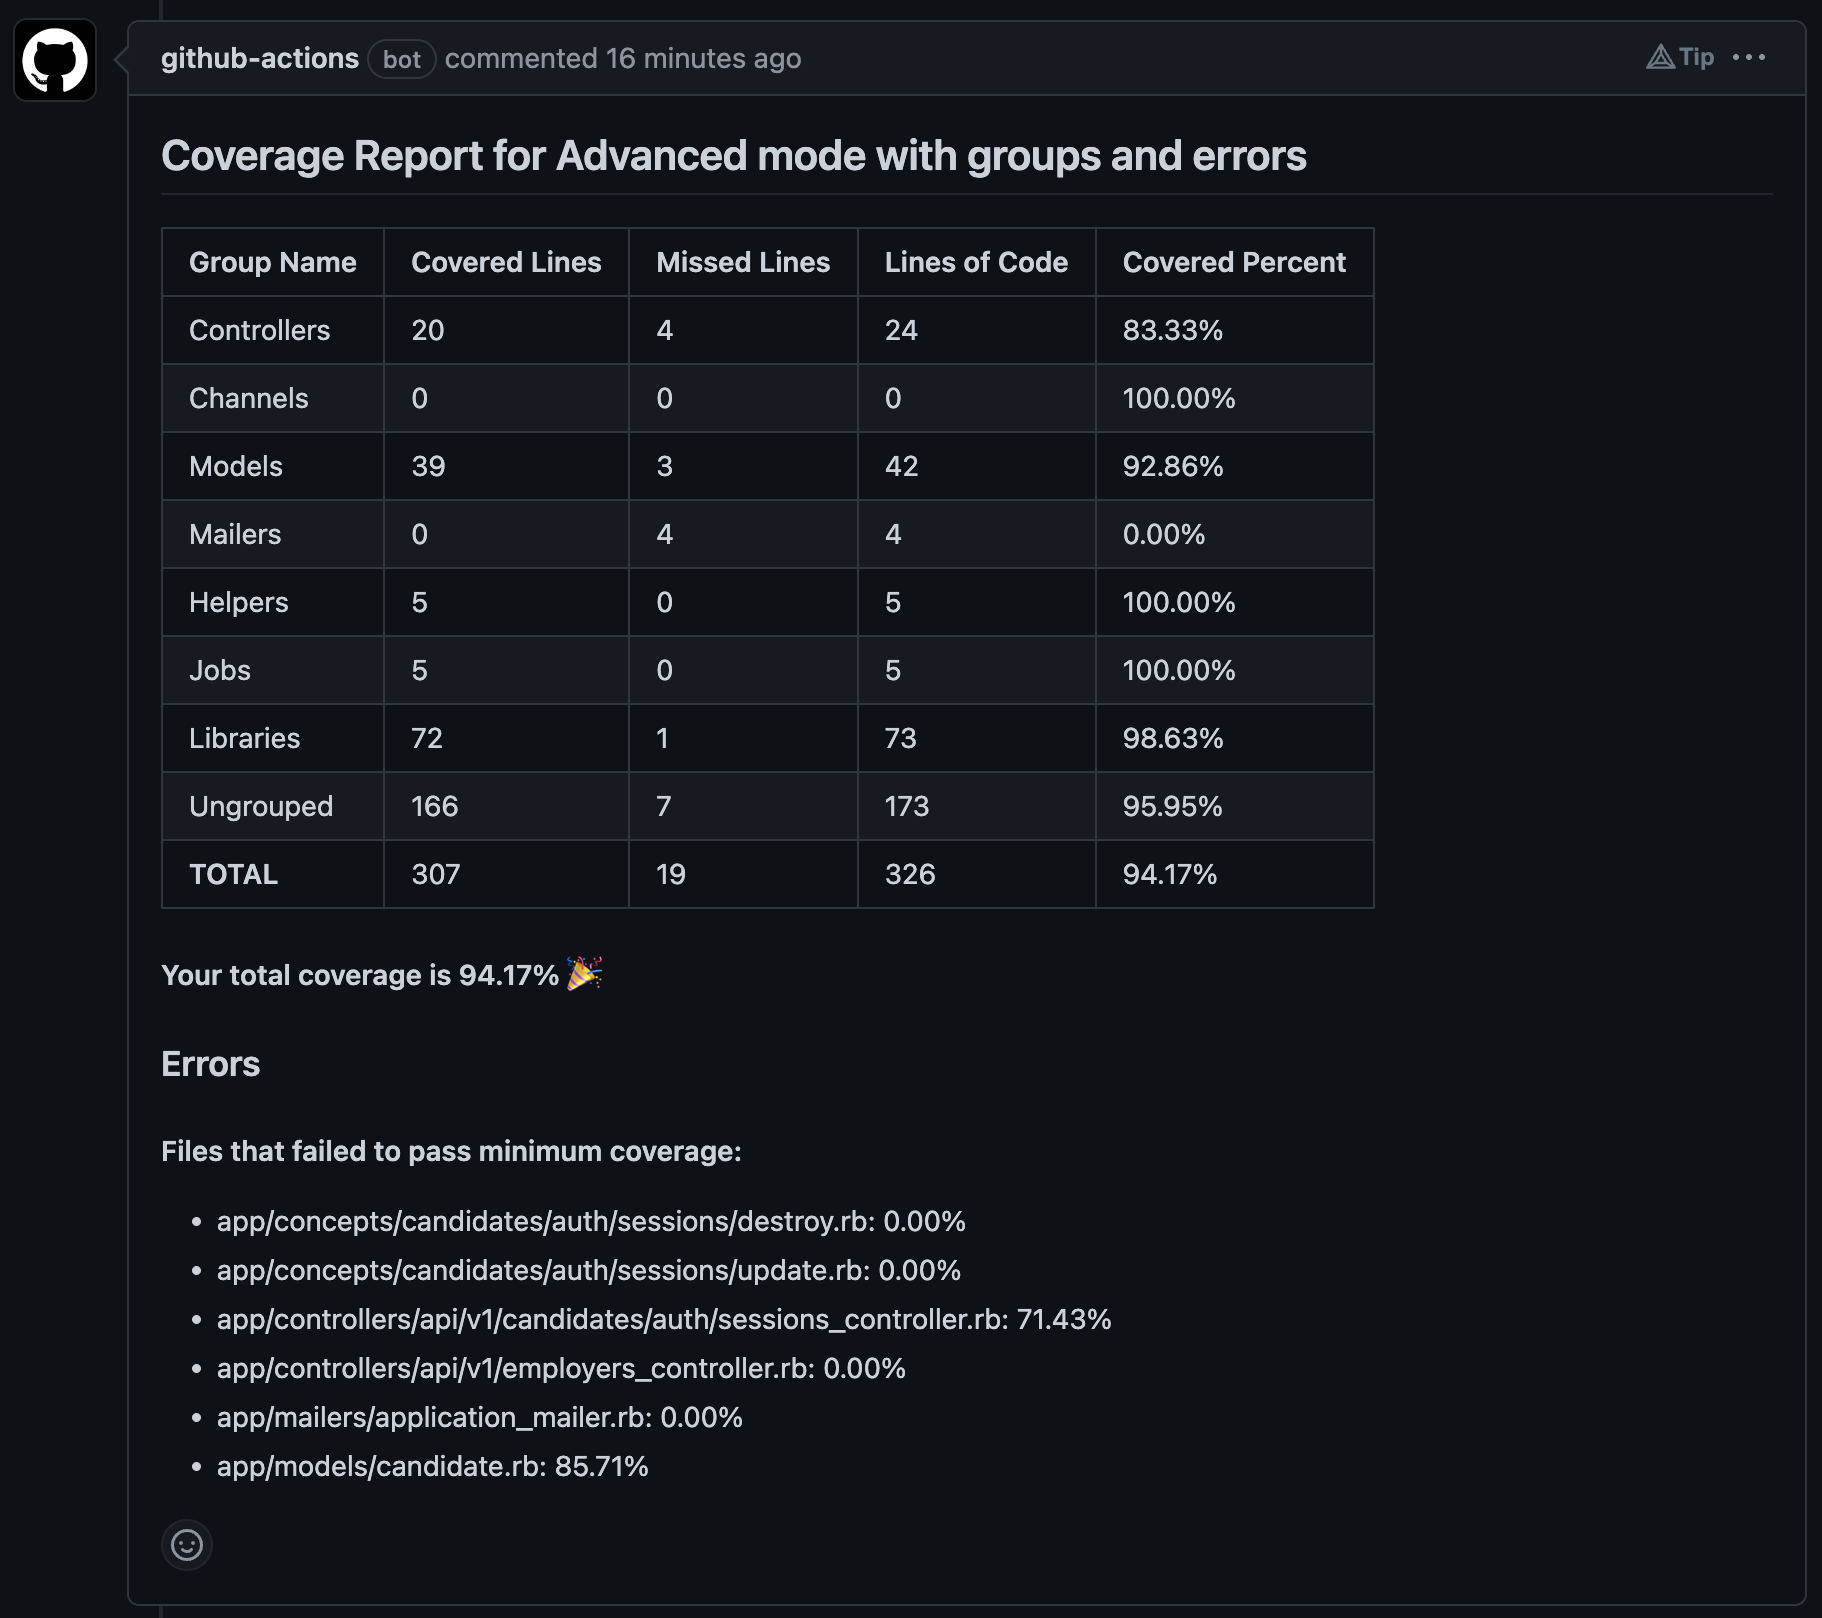 github-actions bot commented 16 minutes ago Tip
Coverage Report for Advanced mode with groups and errors
Group Name Covered Lines Missed Lines Lines of Code Covered Percent
Controllers 20 4 24 83.33%
Channels 0 0 0 100.00%
Models 39 3 42 92.86%
Mailers 0 4 4 0.00%
Helpers 5 0 5 100.00%
Jobs 5 0 5 100.00%
Libraries 72 1 73 98.63%
Ungrouped 166 7 173 95.95%
TOTAL 307 19 326 94.17%
Your total coverage is 94.17% 🎉
Errors
Files that failed to pass minimum coverage:
• app/concepts/candidates/auth/sessions/destroy.rb: 0.00%
• app/concepts/candidates/auth/sessions/update.rb: 0.00%
• app/controllers/api/v1/candidates/auth/sessions_controller.rb: 71.43%
• app/controllers/api/v1/employers_controller.rb: 0.00%
• app/mailers/application_mailer.rb: 0.00%
• app/models/candidate.rb: 85.71%